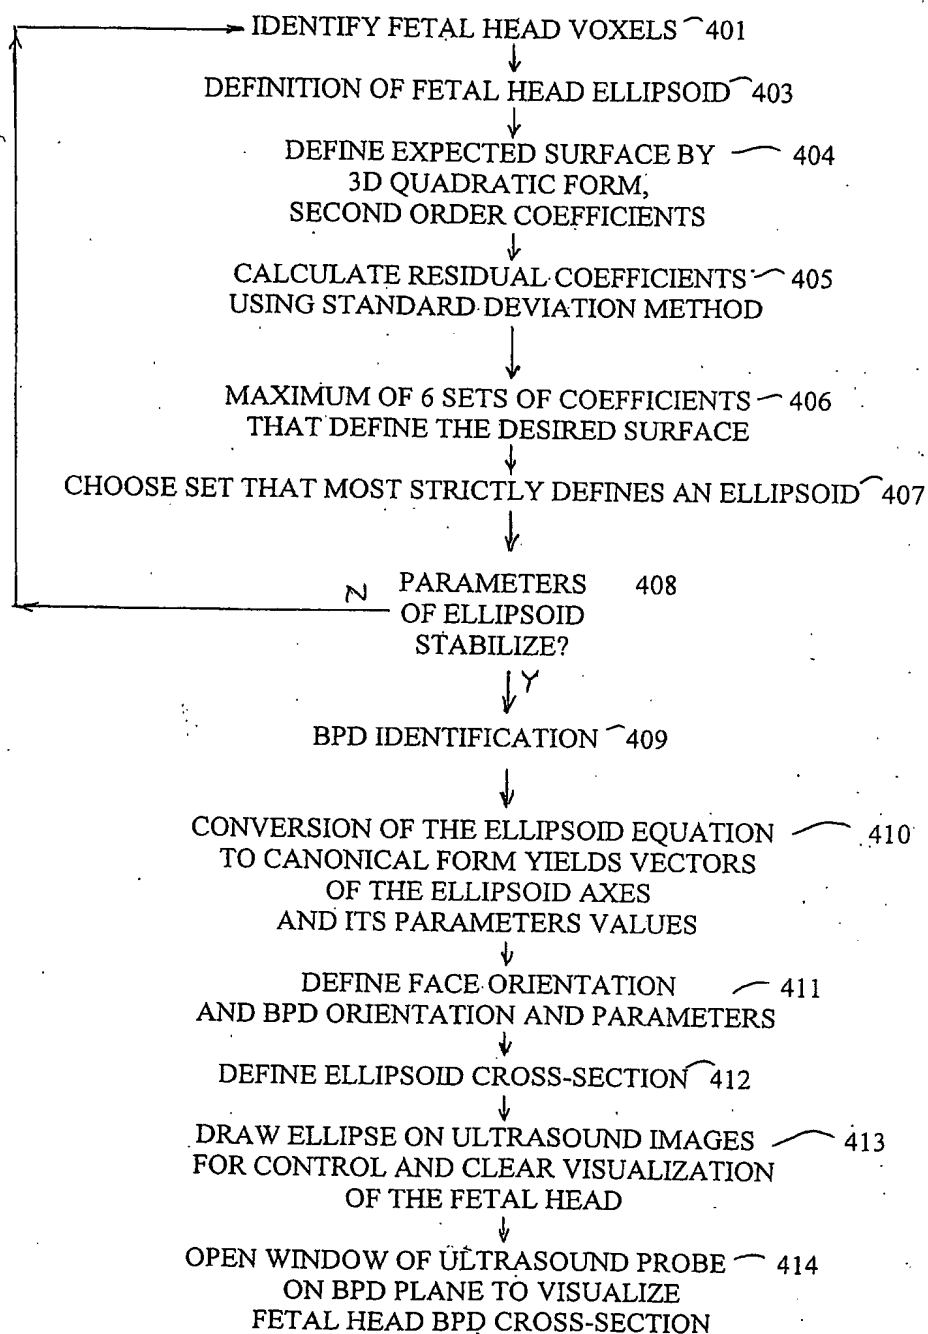 IDENTIFY FETAL HEAD VOXELS 401
DEFINITION OF FETAL HEAD ELLIPSOID 403
DEFINE EXPECTED SURFACE BY 404
3D QUADRATIC FORM,
SECOND ORDER COEFFICIENTS
CALCULATE RESIDUAL COEFFICIENTS 405
USING STANDARD DEVIATION METHOD
MAXIMUM OF 6 SETS OF COEFFICIENTS 406
THAT DEFINE THE DESIRED SURFACE
CHOOSE SET THAT MOST STRICTLY DEFINES AN ELLIPSOID 407
N PARAMETERS 408
OF ELLIPSOID
STABILIZE?
Y
BPD IDENTIFICATION 409
CONVERSION OF THE ELLIPSOID EQUATION 410
TO CANONICAL FORM YIELDS VECTORS
OF THE ELLIPSOID AXES
AND ITS PARAMETERS VALUES
DEFINE FACE ORIENTATION 411
AND BPD ORIENTATION AND PARAMETERS
DEFINE ELLIPSOID CROSS-SECTION 412
DRAW ELLIPSE ON ULTRASOUND IMAGES 413
FOR CONTROL AND CLEAR VISUALIZATION
OF THE FETAL HEAD
OPEN WINDOW OF ULTRASOUND PROBE 414
ON BPD PLANE TO VISUALIZE
FETAL HEAD BPD CROSS-SECTION